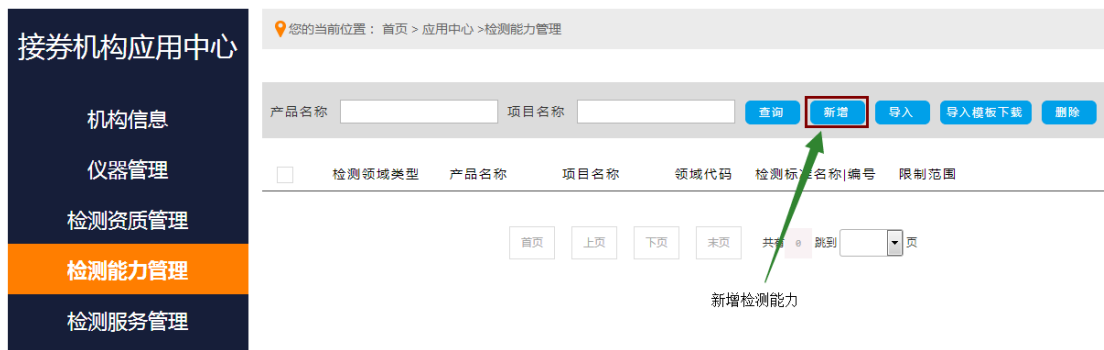 接券机构应用中心
机构信息
仪器管理
检测资质管理
检测能力管理
检测服务管理
您的当前位置： 首页 > 应用中心 >检测能力管理
产品名称 项目名称 查询 新增 导入 导入模板下载 删除
检测领域类型 产品名称 项目名称 领域代码 检测标准名称|编号 限制范围
首页 上页 下页 末页 共有 0 跳到 页
新增检测能力